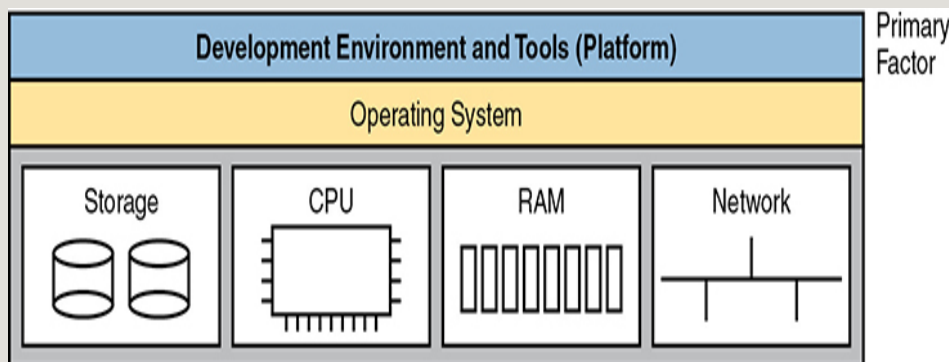 Development Environment and Tools (Platform)
Primary
Factor
Operating System
Storage
CPU
RAM
Network